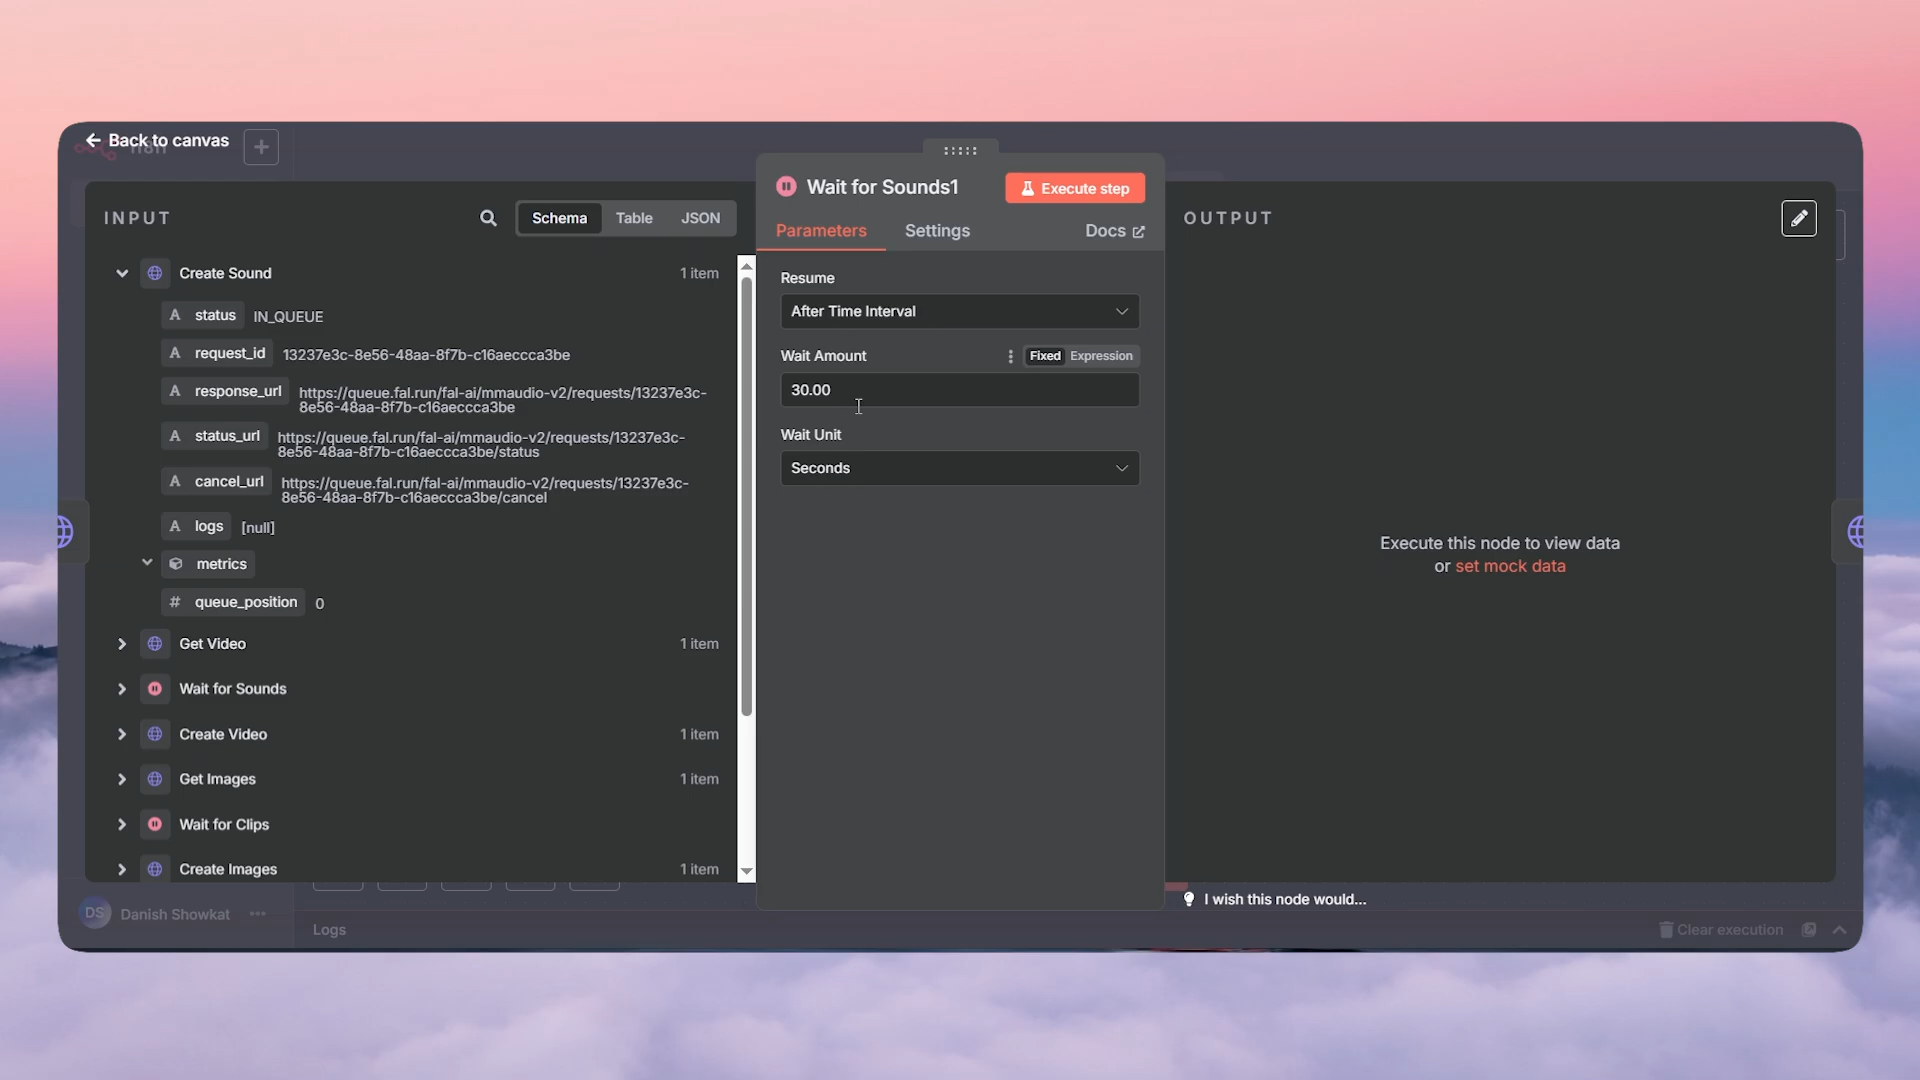 Back to canvas
n8n
INPUT
Schema
Table
JSON
Create Sound
1 item
A status IN_QUEUE
A request_id 13237e3c-8e56-48aa-8f7b-c16aeccca3be
A response_url https://queue.fal.run/fal-ai/mmaudio-v2/requests/13237e3c-
8e56-48aa-8f7b-c16aeccca3be
A status_url https://queue.fal.run/fal-ai/mmaudio-v2/requests/13237e3c-
8e56-48aa-8f7b-c16aeccca3be/status
A cancel_url https://queue.fal.run/fal-ai/mmaudio-v2/requests/13237e3c-
8e56-48aa-8f7b-c16aeccca3be/cancel
A logs [null]
metrics
# queue_position 0
Get Video 1 item
Wait for Sounds
Create Video 1 item
Get Images 1 item
Wait for Clips
Create Images 1 item
Wait for Sounds1
Execute step
Parameters
Settings
Docs
Resume
After Time Interval
Wait Amount
Fixed Expression
30.00
Wait Unit
Seconds
OUTPUT
Execute this node to view data
or set mock data
I wish this node would...
DS Danish Showkat
Logs
Clear execution